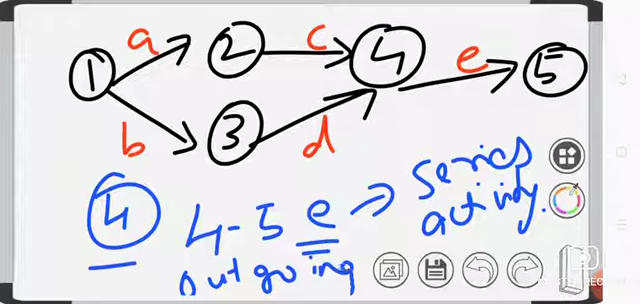 a 2 c 4 e 5
1
b 3 d
4 4-5 e → Series
activity.
outgoing